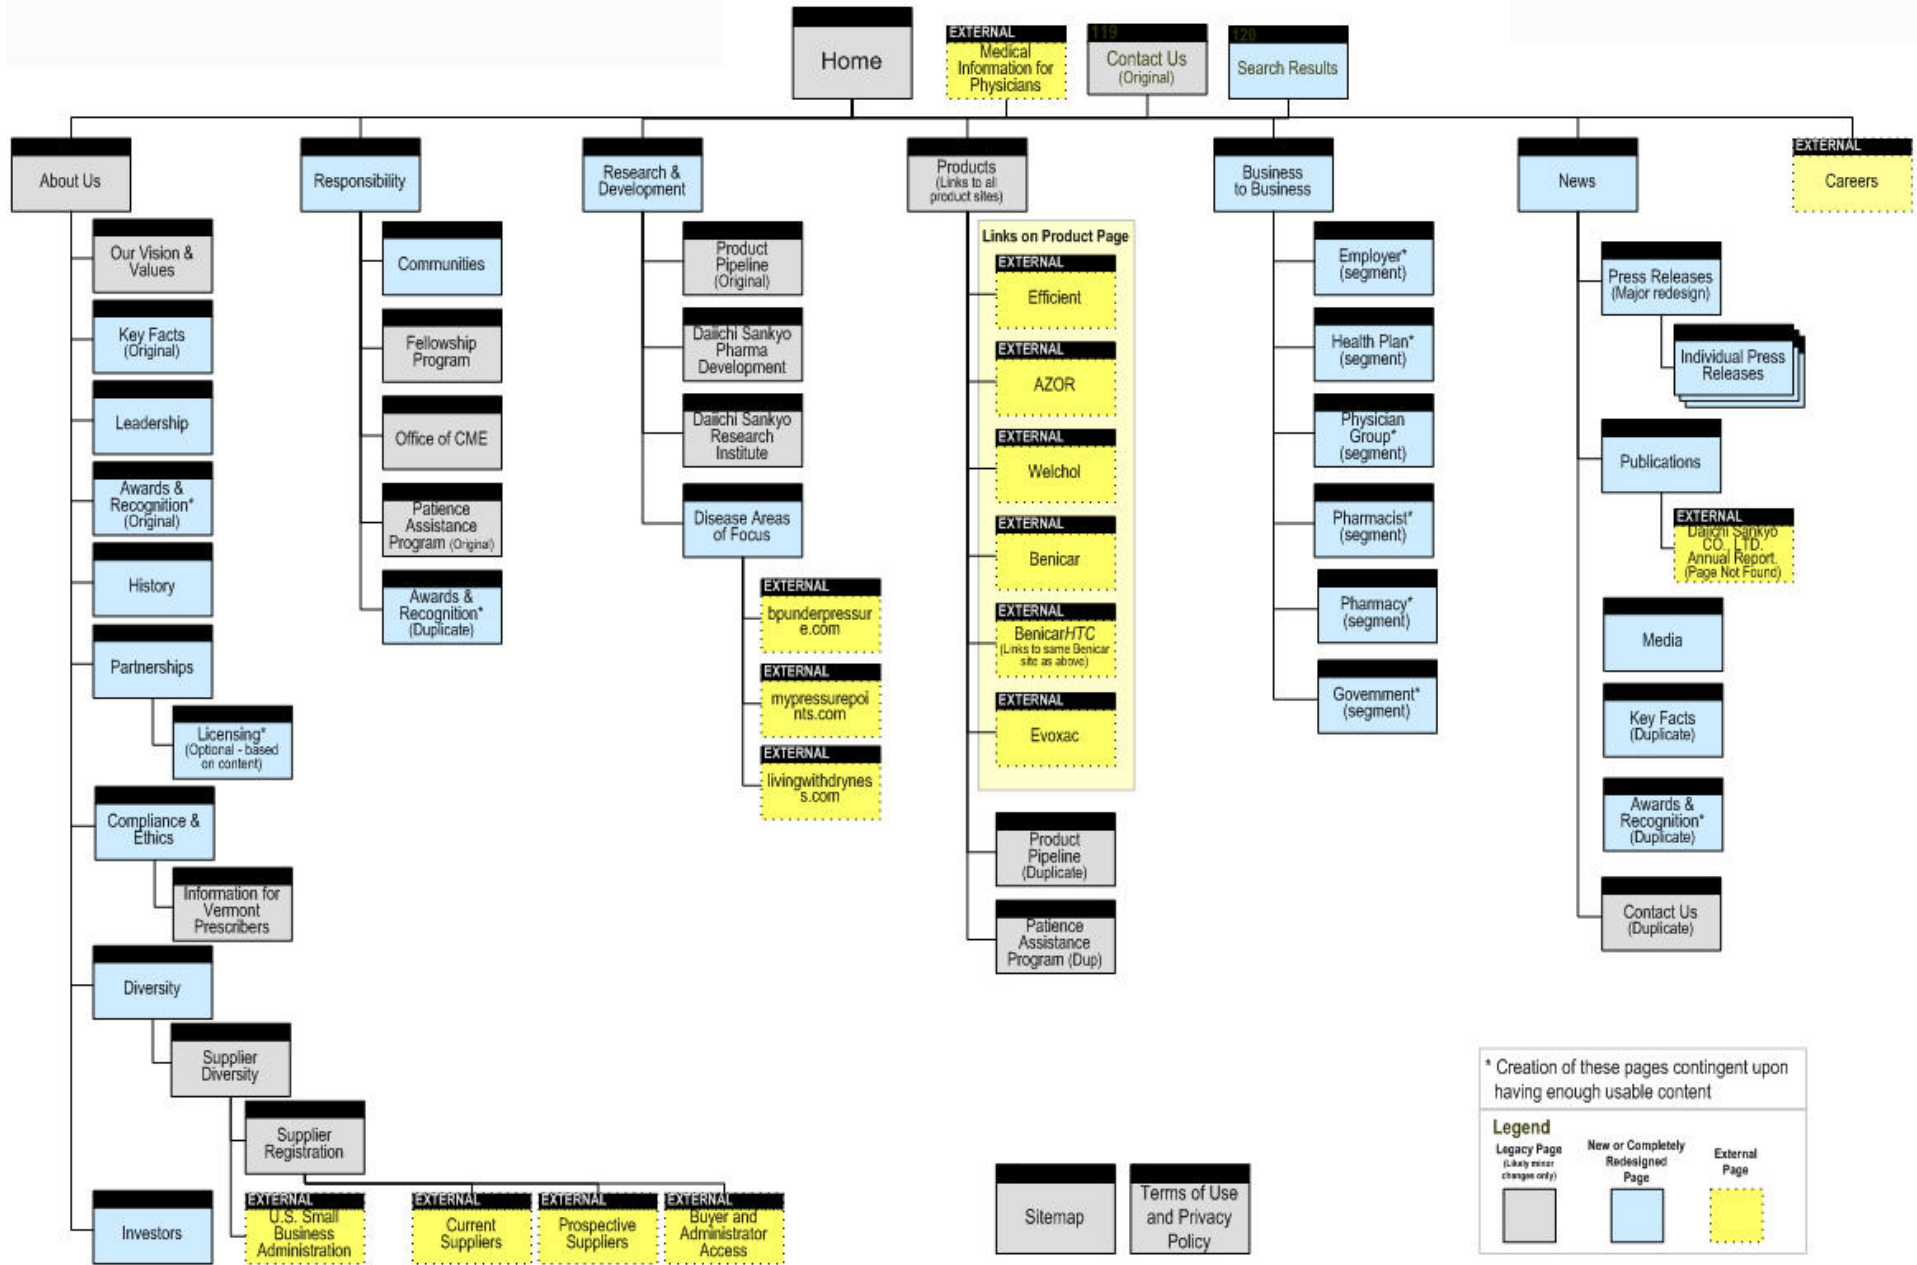 Home
EXTERNAL
Medical
Information for
Physicians
119
Contact Us
(Original)
120
Search Results
About Us
Our Vision &
Values
Key Facts
(Original)
Leadership
Awards &
Recognition*
(Original)
History
Partnerships
Licensing*
(Optional - based
on content)
Compliance &
Ethics
Information for
Vermont
Prescribers
Diversity
Supplier
Diversity
Supplier
Registration
Investors
EXTERNAL
U.S. Small
Business
Administration
EXTERNAL
Current
Suppliers
EXTERNAL
Prospective
Suppliers
EXTERNAL
Buyer and
Administrator
Access
Responsibility
Communities
Fellowship
Program
Office of CME
Patience
Assistance
Program (Original)
Awards &
Recognition*
(Duplicate)
Research &
Development
Product
Pipeline
(Original)
Daiichi Sankyo
Pharma
Development
Daiichi Sankyo
Research
Institute
Disease Areas
of Focus
EXTERNAL
bpunderpressur
e.com
EXTERNAL
mypressurepoi
nts.com
EXTERNAL
livingwithdrynes
s.com
Products
(Links to all
product sites)
Links on Product Page
EXTERNAL
Efficient
EXTERNAL
AZOR
EXTERNAL
Welchol
EXTERNAL
Benicar
EXTERNAL
BenicarHTC
(Links to same Benicar
site as above)
EXTERNAL
Evoxac
Product
Pipeline
(Duplicate)
Patience
Assistance
Program (Dup)
Business
to Business
Employer*
(segment)
Health Plan*
(segment)
Physician
Group*
(segment)
Pharmacist*
(segment)
Pharmacy*
(segment)
Government*
(segment)
News
Press Releases
(Major redesign)
Individual Press
Releases
Publications
EXTERNAL
Daiichi Sankyo
CO. LTD.
Annual Report.
(Page Not Found)
Media
Key Facts
(Duplicate)
Awards &
Recognition*
(Duplicate)
Contact Us
(Duplicate)
EXTERNAL
Careers
Sitemap
Terms of Use
and Privacy
Policy
* Creation of these pages contingent upon
having enough usable content
Legend
Legacy Page
(Likely minor
changes only)
New or Completely
Redesigned
Page
External
Page